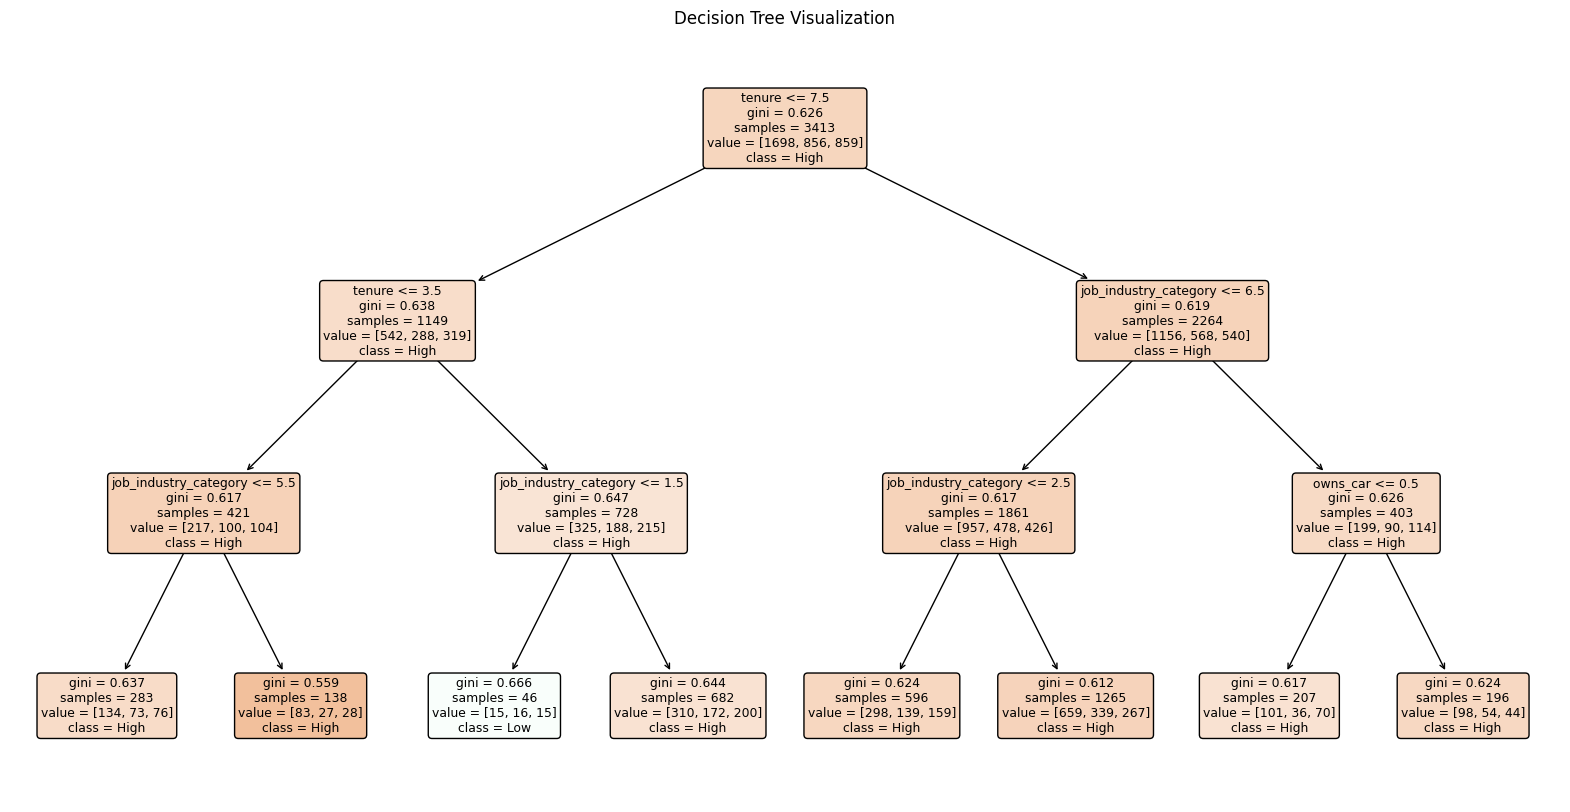 Decision Tree Visualization
tenure <= 7.5
gini = 0.626
samples = 3413
value = [1698, 856, 859]
class = High
tenure <= 3.5
gini = 0.638
samples = 1149
value = [542, 288, 319]
class = High
job_industry_category <= 6.5
gini = 0.619
samples = 2264
value = [1156, 568, 540]
class = High
job_industry_category <= 5.5
gini = 0.617
samples = 421
value = [217, 100, 104]
class = High
job_industry_category <= 1.5
gini = 0.647
samples = 728
value = [325, 188, 215]
class = High
job_industry_category <= 2.5
gini = 0.617
samples = 1861
value = [957, 478, 426]
class = High
owns_car <= 0.5
gini = 0.626
samples = 403
value = [199, 90, 114]
class = High
gini = 0.637
samples = 283
value = [134, 73, 76]
class = High
gini = 0.559
samples = 138
value = [83, 27, 28]
class = High
gini = 0.666
samples = 46
value = [15, 16, 15]
class = Low
gini = 0.644
samples = 682
value = [310, 172, 200]
class = High
gini = 0.624
samples = 596
value = [298, 139, 159]
class = High
gini = 0.612
samples = 1265
value = [659, 339, 267]
class = High
gini = 0.617
samples = 207
value = [101, 36, 70]
class = High
gini = 0.624
samples = 196
value = [98, 54, 44]
class = High